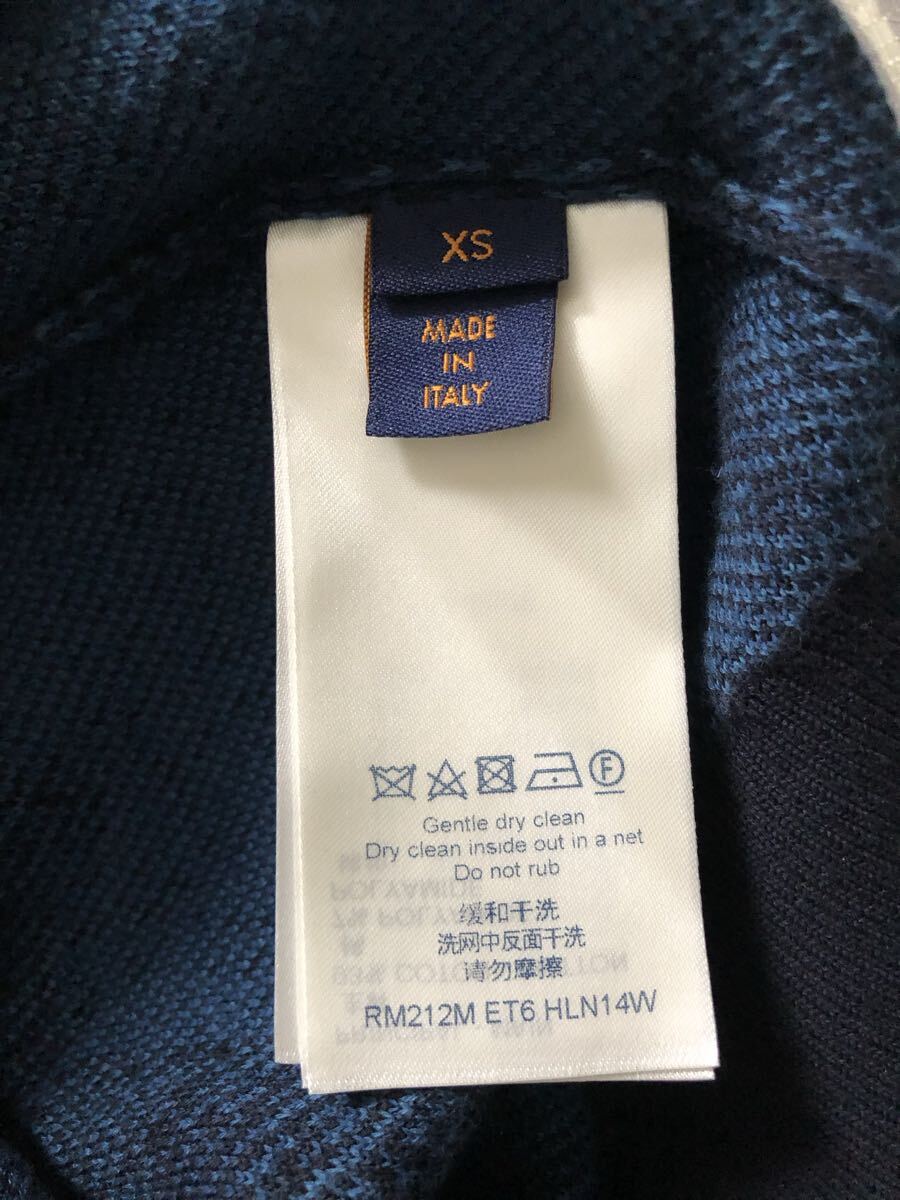 XS
MADE
IN
ITALY
F
Gentle dry clean
Dry clean inside out in a net
Do not rub
缓和干洗
洗网中反面干洗
请勿摩擦
RM212M ET6 HLN14W